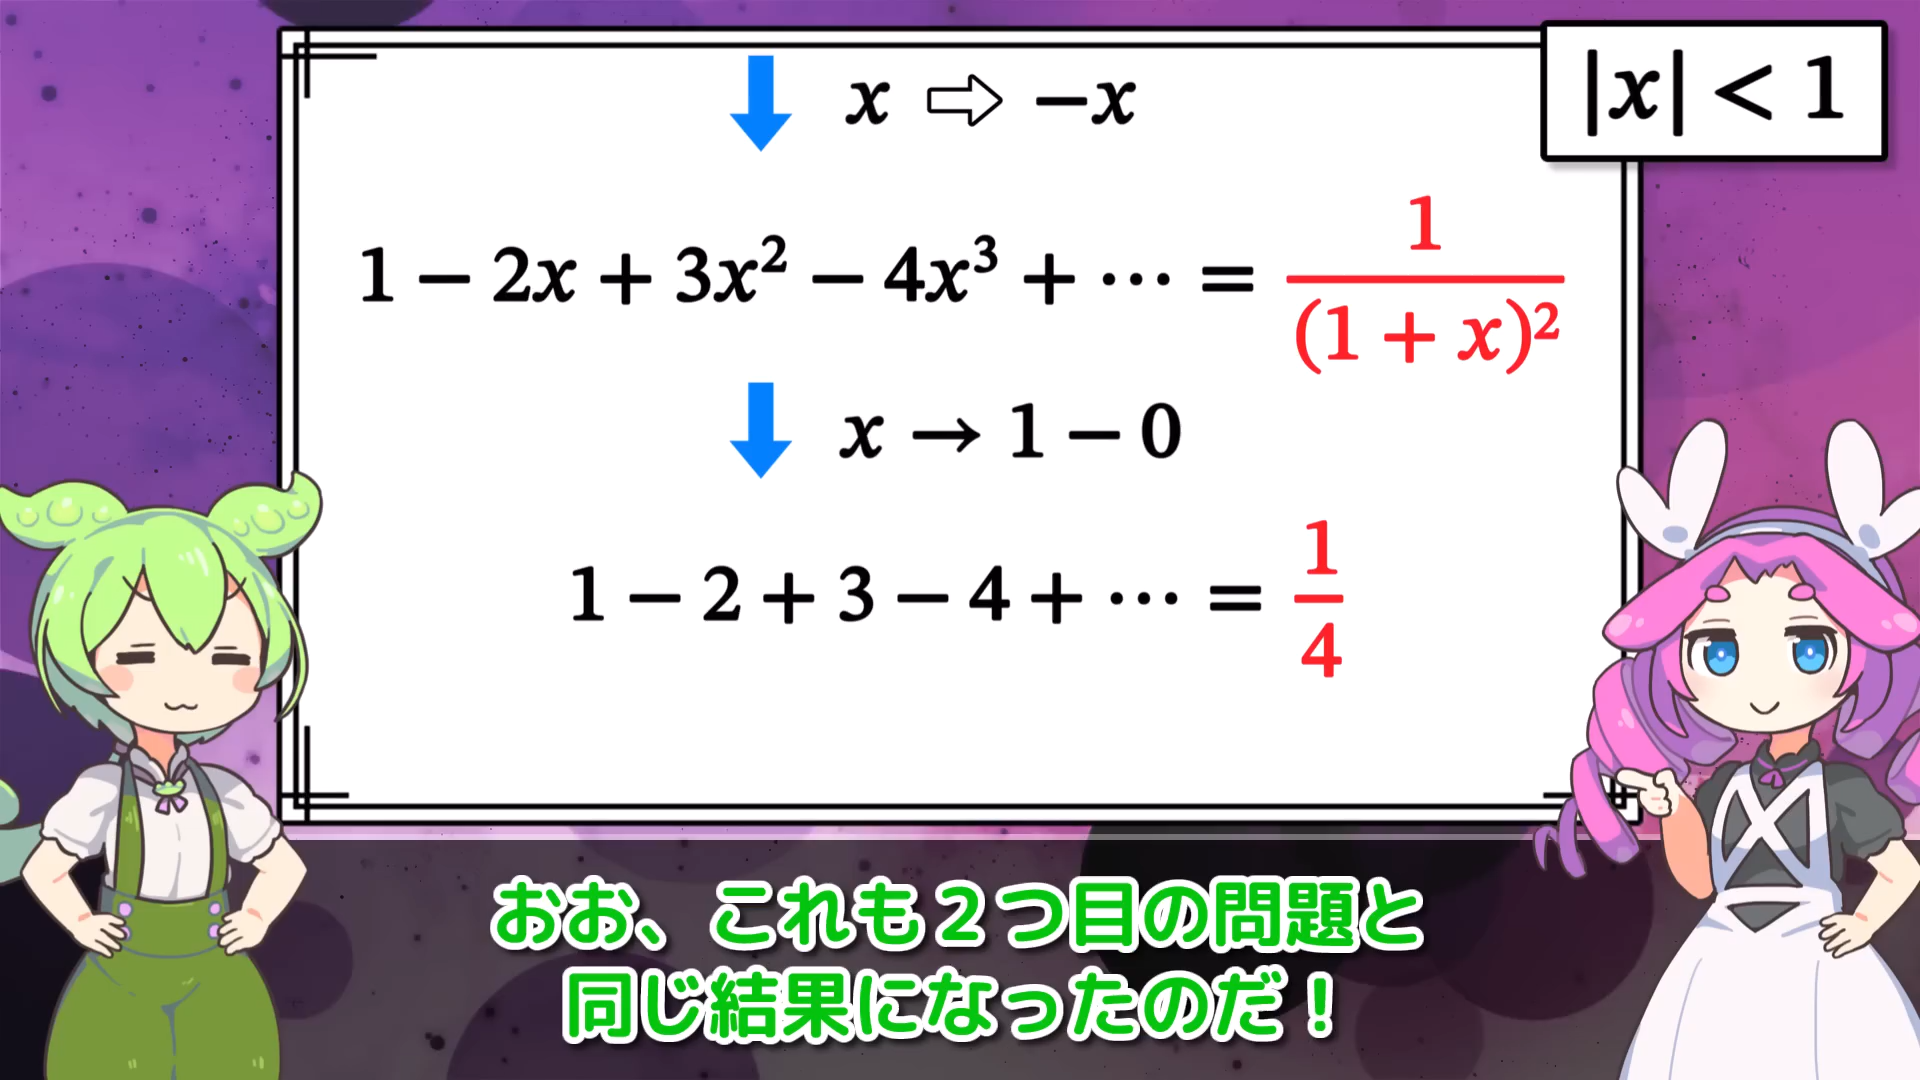 |x| < 1
x ⇨ −x
1 − 2x + 3x² − 4x³ + ⋯ = 1/(1 + x)²
x → 1 − 0
1 − 2 + 3 − 4 + ⋯ = 1/4
おお、これも２つ目の問題と
同じ結果になったのだ！